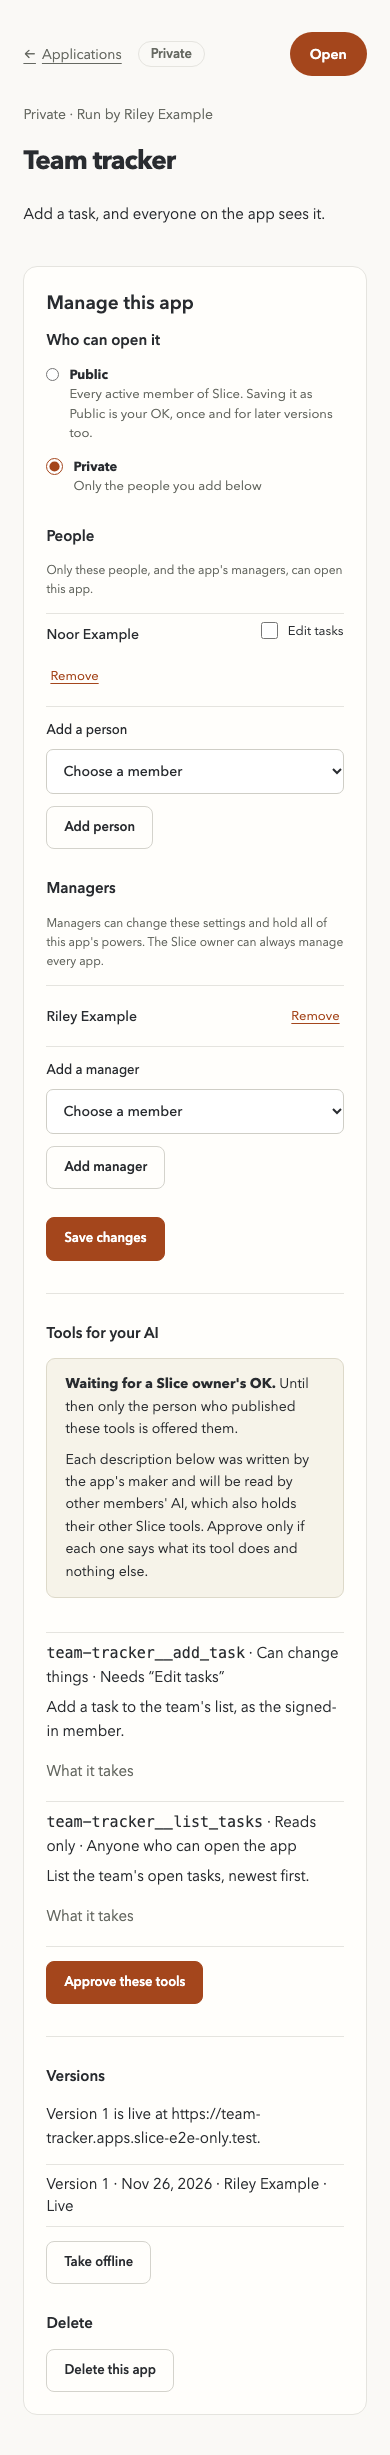 ← Applications
Private
Open
Private · Run by Riley Example
Team tracker
Add a task, and everyone on the app sees it.
Manage this app
Who can open it
Public
Every active member of Slice. Saving it as
Public is your OK, once and for later versions
too.
Private
Only the people you add below
People
Only these people, and the app's managers, can open
this app.
Noor Example
Edit tasks
Remove
Add a person
Choose a member
Add person
Managers
Managers can change these settings and hold all of
this app's powers. The Slice owner can always manage
every app.
Riley Example
Remove
Add a manager
Choose a member
Add manager
Save changes
Tools for your AI
Waiting for a Slice owner's OK. Until
then only the person who published
these tools is offered them.
Each description below was written by
the app's maker and will be read by
other members' AI, which also holds
their other Slice tools. Approve only if
each one says what its tool does and
nothing else.
team-tracker__add_task · Can change
things · Needs “Edit tasks”
Add a task to the team's list, as the signed-
in member.
What it takes
team-tracker__list_tasks · Reads
only · Anyone who can open the app
List the team's open tasks, newest first.
What it takes
Approve these tools
Versions
Version 1 is live at https://team-
tracker.apps.slice-e2e-only.test.
Version 1 · Nov 26, 2026 · Riley Example ·
Live
Take offline
Delete
Delete this app